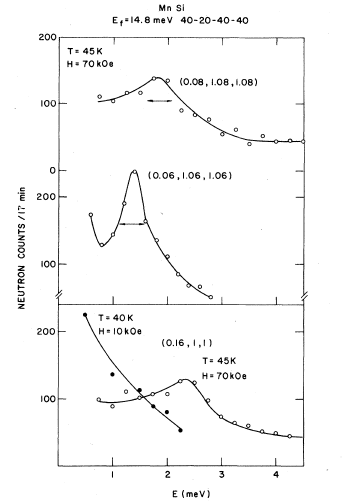 Mn Si
Ef=14.8 meV 40-20-40-40
200
T = 45K
H = 70kOe
(0.08, 1.08, 1.08)
100
0
(0.06, 1.06, 1.06)
200
100
NEUTRON COUNTS / 17 min
T = 40K
H = 10kOe
200
(0.16, 1, 1)
T = 45K
H = 70kOe
100
1 2 3 4
E (meV)